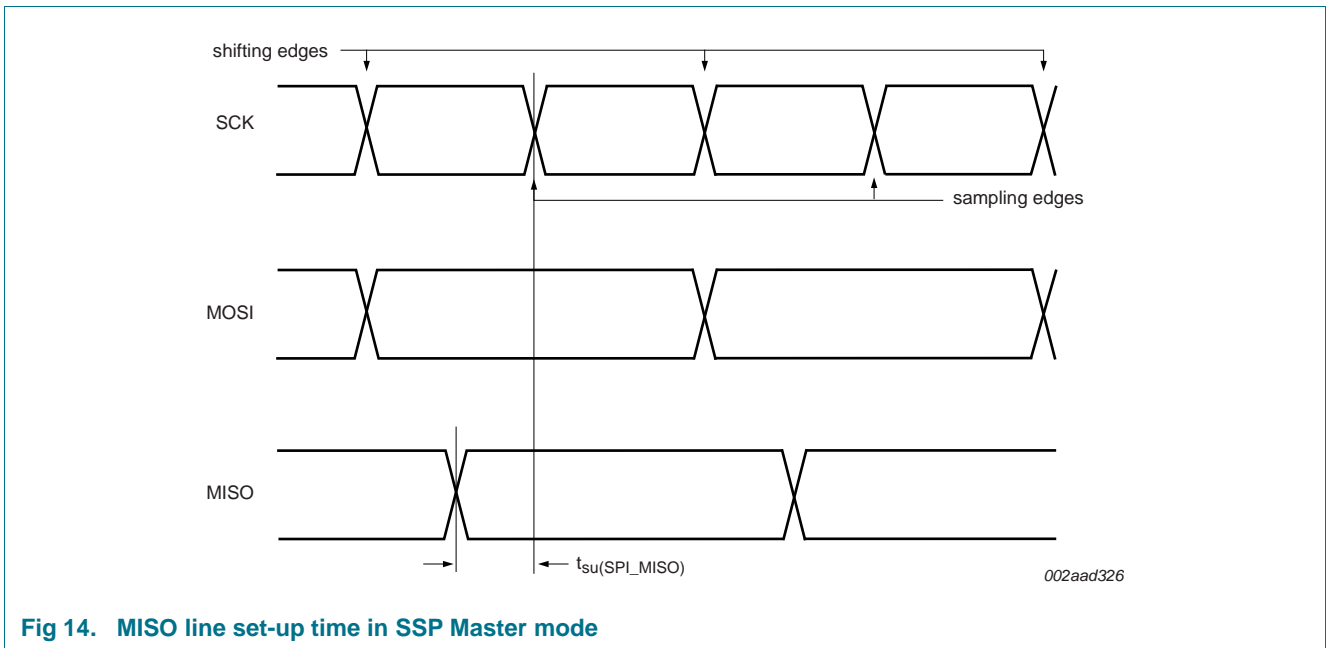 shifting edges
SCK
sampling edges
MOSI
MISO
tsu(SPI_MISO)
002aad326
Fig 14. MISO line set-up time in SSP Master mode